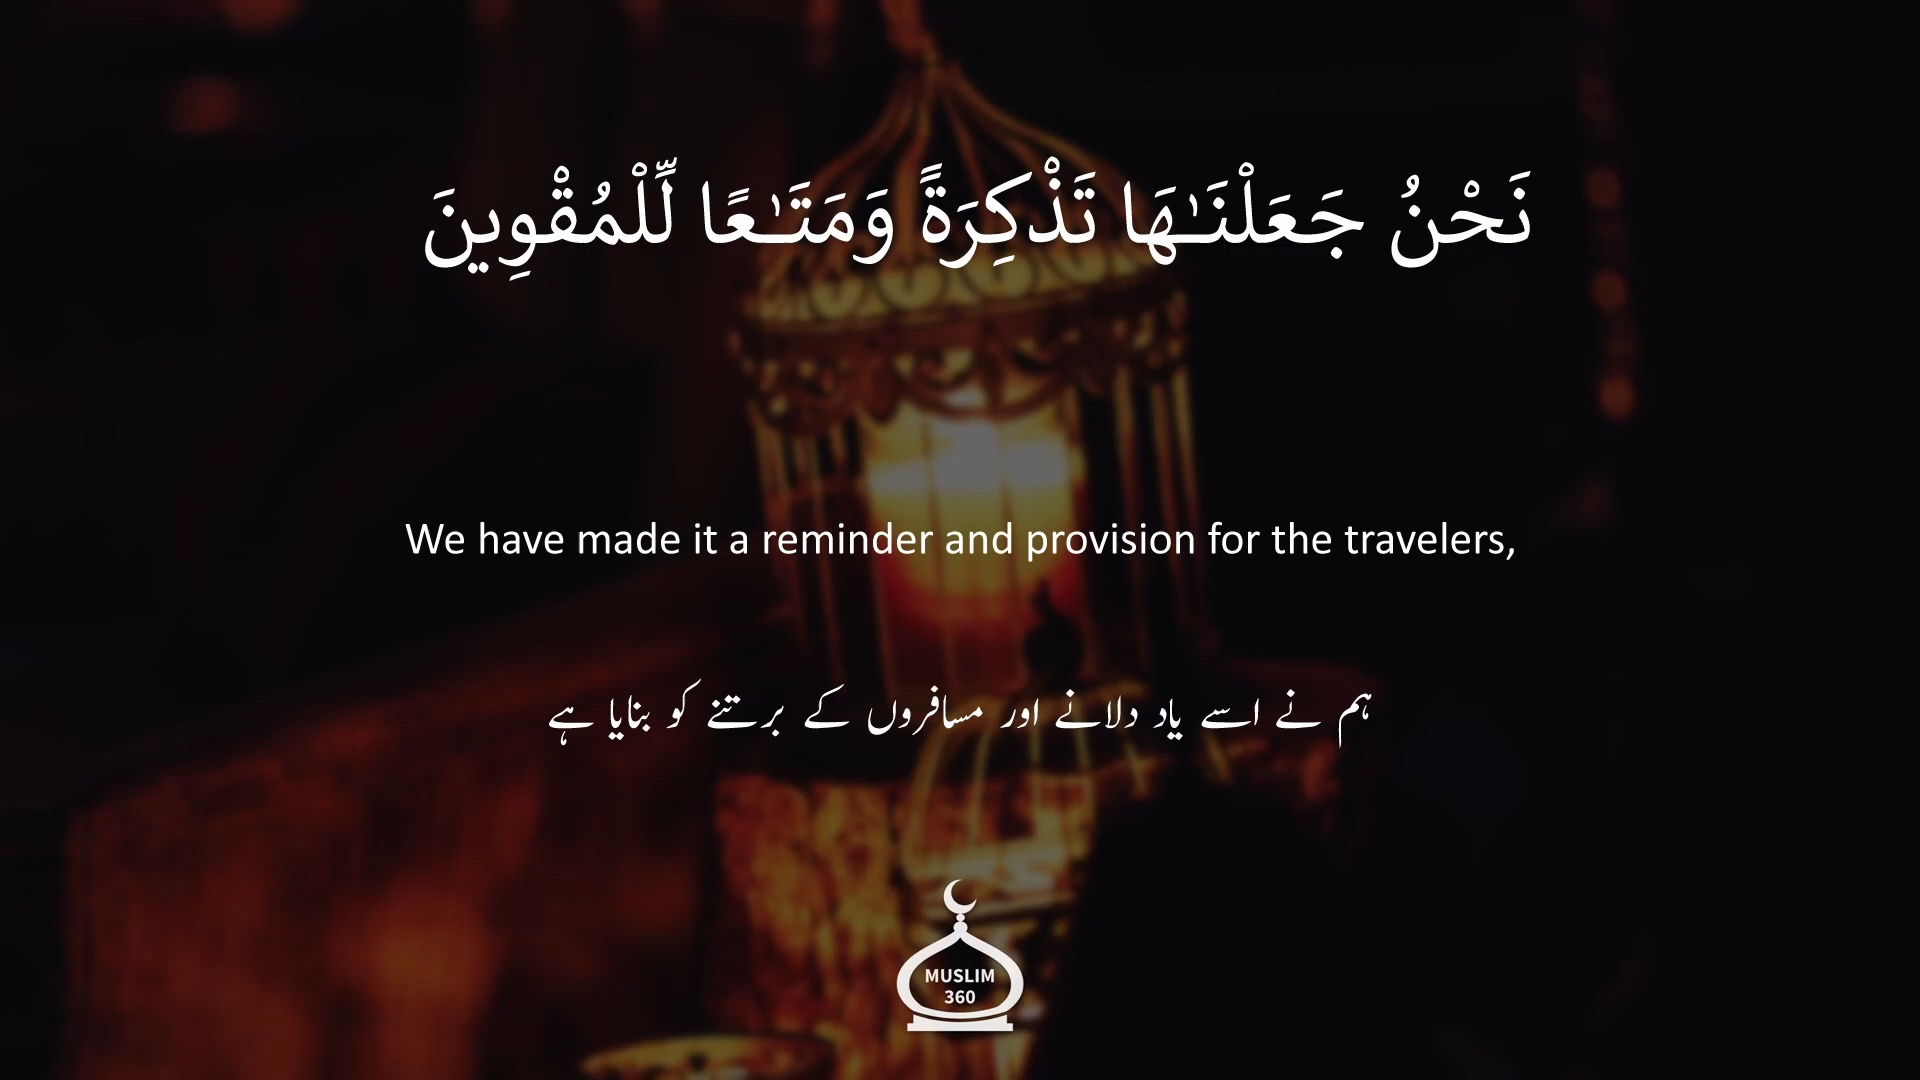 نَحْنُ جَعَلْنَـٰهَا تَذْكِرَةً وَمَتَـٰعًا لِّلْمُقْوِينَ
We have made it a reminder and provision for the travelers,
ہم نے اسے یاد دلانے اور مسافروں کے برتنے کو بنایا ہے
MUSLIM
360